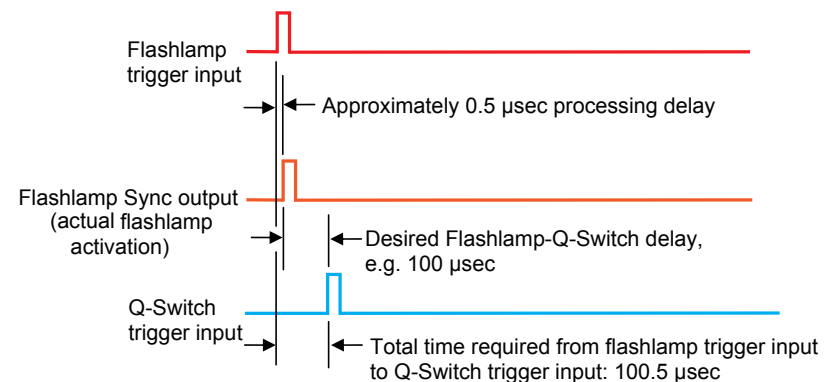 Flashlamp
trigger input
Approximately 0.5 µsec processing delay
Flashlamp Sync output
(actual flashlamp
activation)
Desired Flashlamp-Q-Switch delay,
e.g. 100 µsec
Q-Switch
trigger input
Total time required from flashlamp trigger input
to Q-Switch trigger input: 100.5 µsec